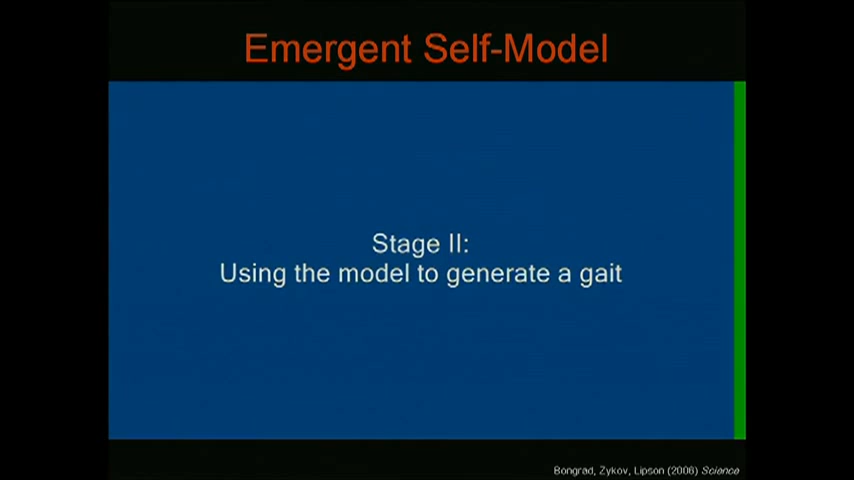 Emergent Self-Model
Stage II:
Using the model to generate a gait
Bongrad, Zykov, Lipson (2006) Science